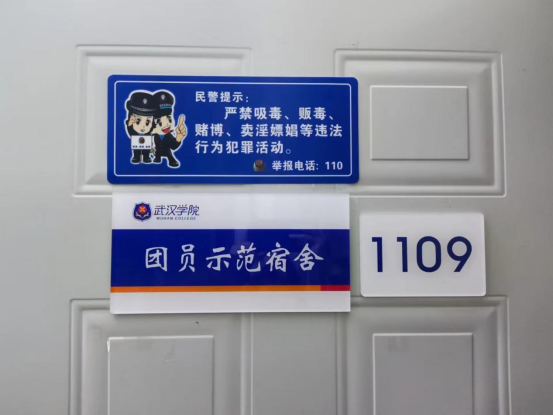 民警提示:
严禁吸毒、贩毒、
赌博、卖淫嫖娼等违法
行为犯罪活动。
举报电话: 110
武汉学院
WUHAN COLLEGE
团员示范宿舍
1109